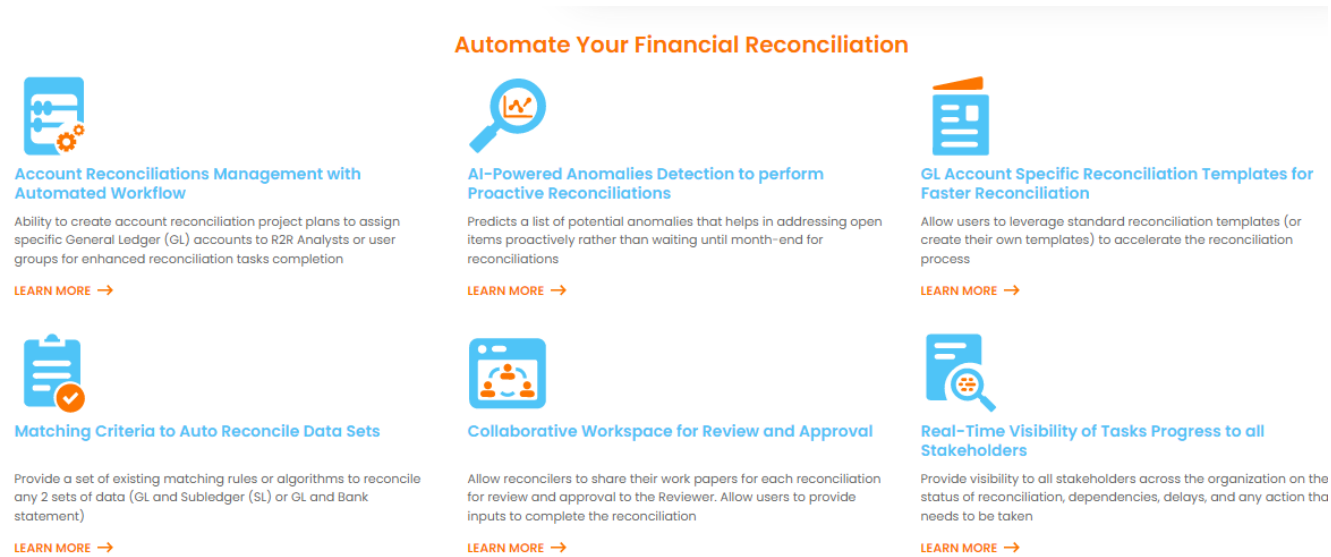 Automate Your Financial Reconciliation
Account Reconciliations Management with
Automated Workflow
Ability to create account reconciliation project plans to assign
specific General Ledger (GL) accounts to R2R Analysts or user
groups for enhanced reconciliation tasks completion
LEARN MORE →
AI-Powered Anomalies Detection to perform
Proactive Reconciliations
Predicts a list of potential anomalies that helps in addressing open
items proactively rather than waiting until month-end for
reconciliations
LEARN MORE →
GL Account Specific Reconciliation Templates for
Faster Reconciliation
Allow users to leverage standard reconciliation templates (or
create their own templates) to accelerate the reconciliation
process
LEARN MORE →
Matching Criteria to Auto Reconcile Data Sets
Provide a set of existing matching rules or algorithms to reconcile
any 2 sets of data (GL and Subledger (SL) or GL and Bank
statement)
LEARN MORE →
Collaborative Workspace for Review and Approval
Allow reconcilers to share their work papers for each reconciliation
for review and approval to the Reviewer. Allow users to provide
inputs to complete the reconciliation
LEARN MORE →
Real-Time Visibility of Tasks Progress to all
Stakeholders
Provide visibility to all stakeholders across the organization on the
status of reconciliation, dependencies, delays, and any action tha
needs to be taken
LEARN MORE →